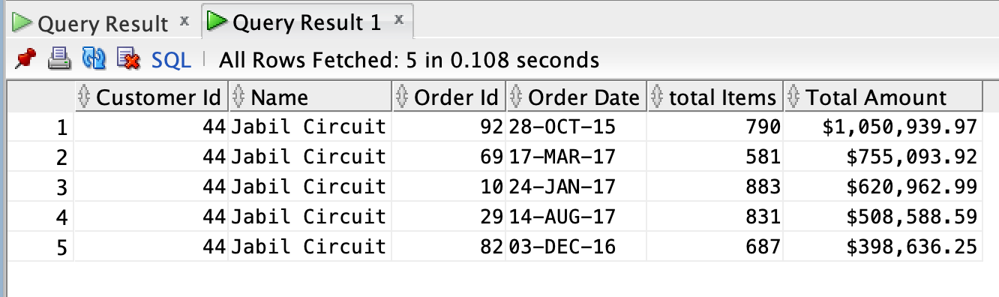 Query Result x Query Result 1 x
SQL All Rows Fetched: 5 in 0.108 seconds
Customer Id Name Order Id Order Date total Items Total Amount
1 44 Jabil Circuit 92 28-OCT-15 790 $1,050,939.97
2 44 Jabil Circuit 69 17-MAR-17 581 $755,093.92
3 44 Jabil Circuit 10 24-JAN-17 883 $620,962.99
4 44 Jabil Circuit 29 14-AUG-17 831 $508,588.59
5 44 Jabil Circuit 82 03-DEC-16 687 $398,636.25